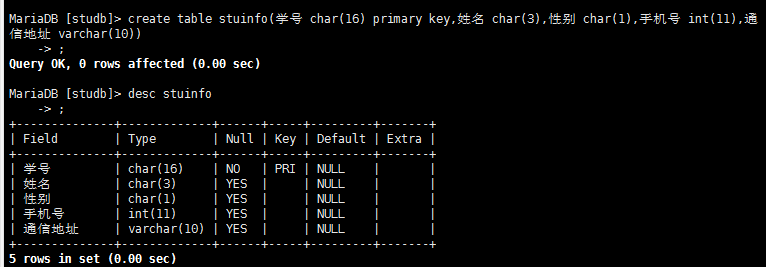 MariaDB [studb]> create table stuinfo(学号 char(16) primary key,姓名 char(3),性别 char(1),手机号 int(11),通
信地址 varchar(10))
    -> ;
Query OK, 0 rows affected (0.00 sec)
MariaDB [studb]> desc stuinfo
    -> ;
+--------------+-------------+------+-----+---------+-------+
| Field        | Type        | Null | Key | Default | Extra |
+--------------+-------------+------+-----+---------+-------+
| 学号         | char(16)    | NO   | PRI | NULL    |       |
| 姓名         | char(3)     | YES  |     | NULL    |       |
| 性别         | char(1)     | YES  |     | NULL    |       |
| 手机号       | int(11)     | YES  |     | NULL    |       |
| 通信地址     | varchar(10) | YES  |     | NULL    |       |
+--------------+-------------+------+-----+---------+-------+
5 rows in set (0.00 sec)